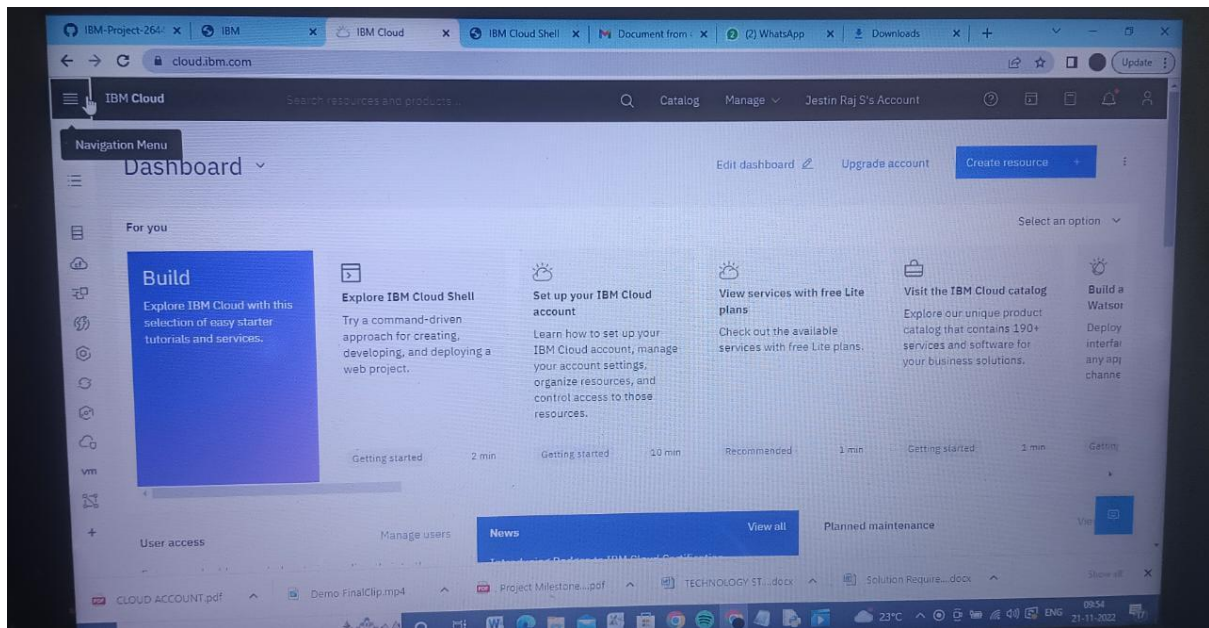 IBM-Project-264 IBM IBM Cloud IBM Cloud Shell Document from (2) WhatsApp Downloads
cloud.ibm.com Update
IBM Cloud Search resources and products... Catalog Manage Jestin Raj S's Account
Navigation Menu
Dashboard Edit dashboard Upgrade account Create resource +
For you Select an option
Build
Explore IBM Cloud with this
selection of easy starter
tutorials and services.
Explore IBM Cloud Shell
Try a command-driven
approach for creating,
developing, and deploying a
web project.
Getting started 2 min
Set up your IBM Cloud
account
Learn how to set up your
IBM Cloud account, manage
your account settings,
organize resources, and
control access to those
resources.
Getting started 10 min
View services with free Lite
plans
Check out the available
services with free Lite plans.
Recommended 1 min
Visit the IBM Cloud catalog
Explore our unique product
catalog that contains 190+
services and software for
your business solutions.
Getting started 1 min
Build a
Watson
Deploy
interfa
any app
channe
Getting
vm
User access Manage users
News View all
Planned maintenance
CLOUD ACCOUNT.pdf Demo FinalClip.mp4 Project Milestone....pdf TECHNOLOGY ST....docx Solution Require....docx Show all
23°C ENG 09:54
21-11-2022